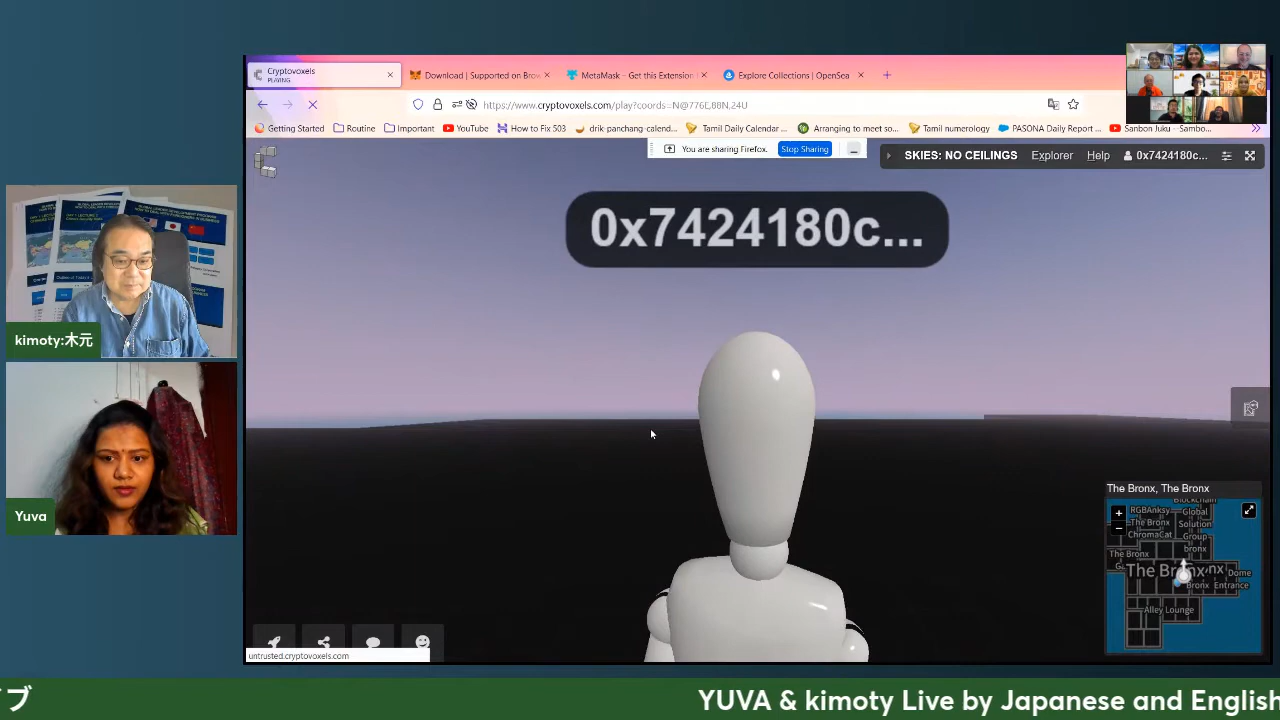 Cryptovoxels
PLAYING
Download | Supported on Brow
MetaMask - Get this Extension
Explore Collections | OpenSea
https://www.cryptovoxels.com/play?coords=N@776E,88N,24U
Getting Started
Routine
Important
YouTube
How to Fix 503
drik-panchang-calend...
Tamil Daily Calendar ...
Arranging to meet so...
Tamil numerology
PASONA Daily Report ...
Sanbon Juku -- Sambo...
You are sharing Firefox.
Stop Sharing
SKIES: NO CEILINGS
Explorer
Help
0x7424180c...
0x7424180c...
kimoty:木元
Yuva
The Bronx, The Bronx
Blockchain
RGBAnksy
Global
The Bronx
Solution
ChromaCat
Group
bronx
The Bronx
The Bronx
Dome
Bronx
Entrance
Alley Lounge
untrusted.cryptovoxels.com
ブ
YUVA & kimoty Live by Japanese and English